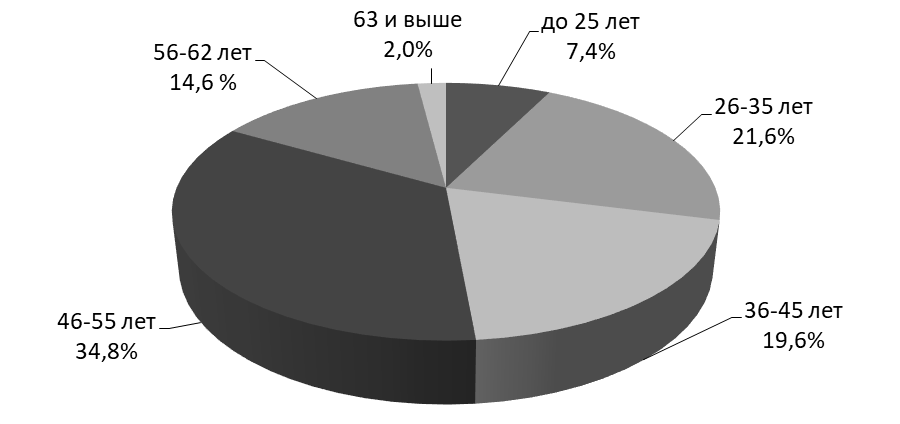 63 и выше
2,0%
до 25 лет
7,4%
56-62 лет
14,6 %
26-35 лет
21,6%
46-55 лет
34,8%
36-45 лет
19,6%